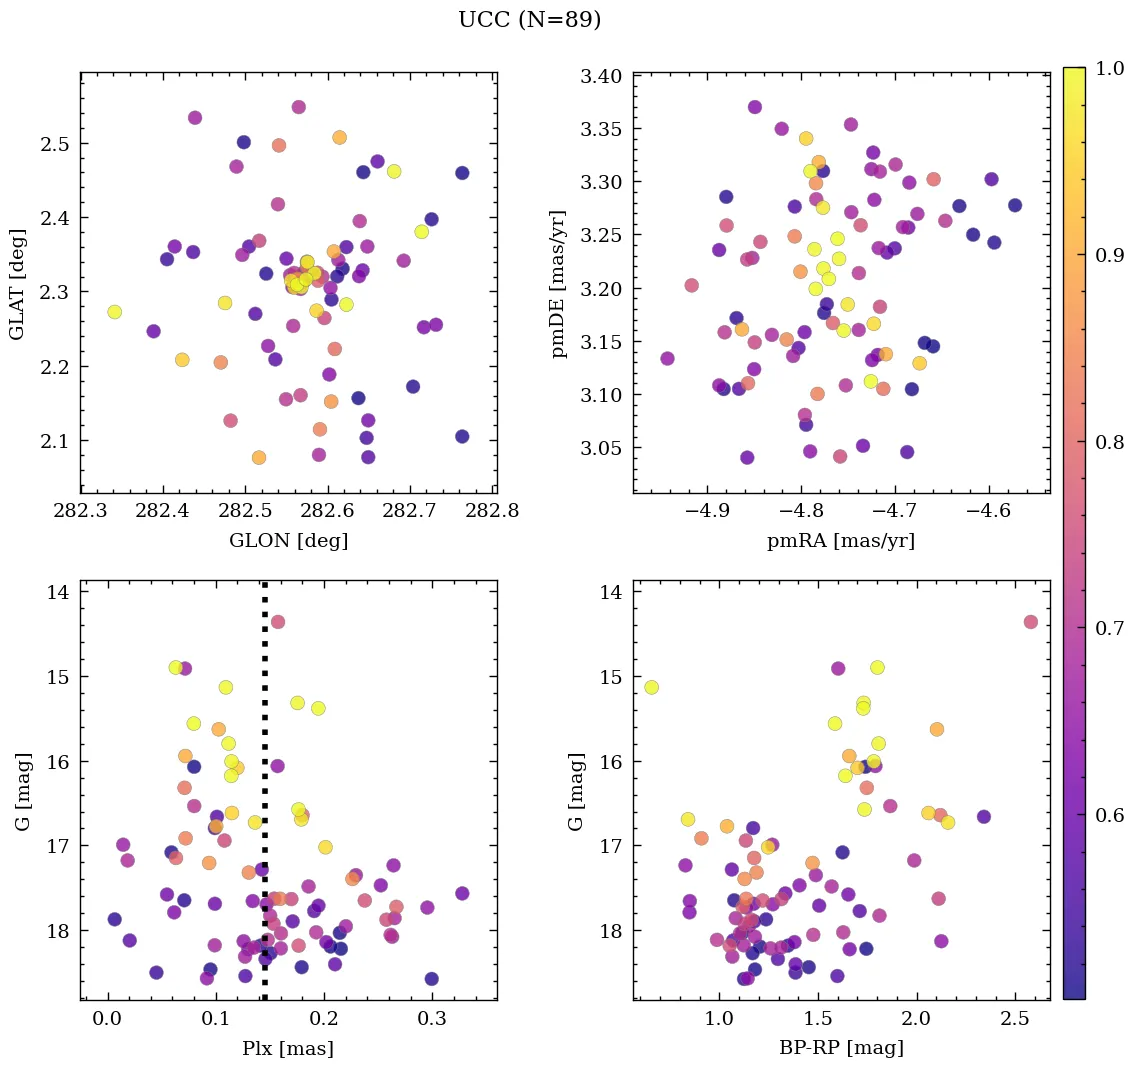 UCC (N=89)
2.5
2.4
2.3
2.2
2.1
GLAT [deg]
282.3 282.4 282.5 282.6 282.7 282.8
GLON [deg]
3.40
3.35
3.30
3.25
3.20
3.15
3.10
3.05
pmDE [mas/yr]
−4.9 −4.8 −4.7 −4.6
pmRA [mas/yr]
14
15
16
17
18
G [mag]
0.0 0.1 0.2 0.3
Plx [mas]
14
15
16
17
18
G [mag]
1.0 1.5 2.0 2.5
BP-RP [mag]
1.0
0.9
0.8
0.7
0.6